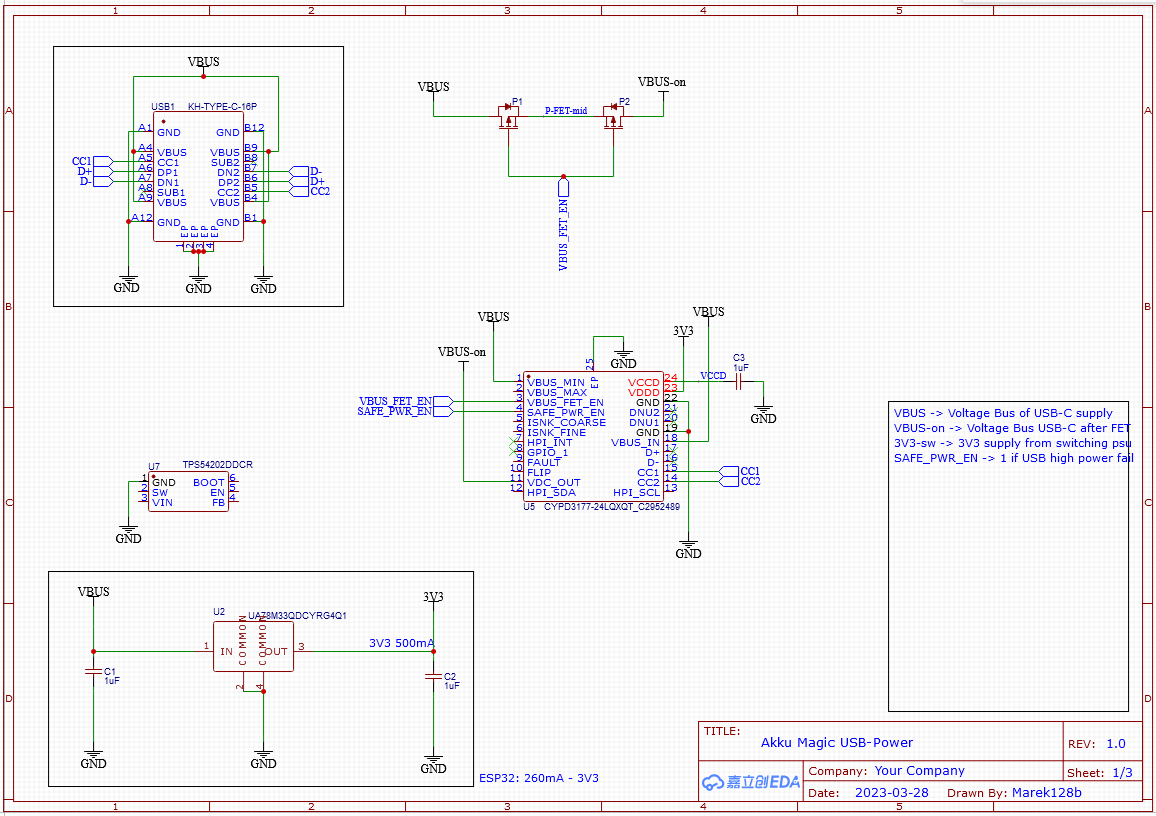 1 2 3 4 5
A
B
C
D
VBUS
USB1 KH-TYPE-C-16P
A1 GND GND B12
A4 VBUS VBUS B9
CC1 A5 CC1 SUB2 B8
D+ A6 DP1 DN2 B7 D-
D- A7 DN1 DP2 B6 D+
A8 SUB1 CC2 B5 CC2
A9 VBUS VBUS B4
A12 GND GND B1
EP EP EP EP
1 2 3 4
GND GND GND
VBUS VBUS-on
P1 P-FET-mid P2
VBUS_FET_EN
VBUS
VBUS-on
GND
3V3
VBUS
C3
1uF
VCCD
GND
25
EP
1 VBUS_MIN VCCD 24
2 VBUS_MAX VDDD 23
VBUS_FET_EN 3 VBUS_FET_EN GND 22
SAFE_PWR_EN 4 SAFE_PWR_EN DNU2 21
5 ISNK_COARSE DNU1 20
6 ISNK_FINE GND 19
7 HPI_INT VBUS_IN 18
8 GPIO_1 D+ 17
9 FAULT D- 16
10 FLIP CC1 15 CC1
11 VDC_OUT CC2 14 CC2
12 HPI_SDA HPI_SCL 13
U5 CYPD3177-24LQXQT_C2952489
GND
VBUS -> Voltage Bus of USB-C supply
VBUS-on -> Voltage Bus USB-C after FET
3V3-sw -> 3V3 supply from switching psu
SAFE_PWR_EN -> 1 if USB high power fail
U7 TPS54202DDCR
1 GND BOOT 6
2 SW EN 5
3 VIN FB 4
GND
VBUS
3V3
U2 UA78M33QDCYRG4Q1
1 IN COMMON COMMON OUT 3
2 4
3V3 500mA
C1
1uF
C2
1uF
GND GND GND
ESP32: 260mA - 3V3
TITLE:
Akku Magic USB-Power
REV: 1.0
嘉立创EDA
Company: Your Company
Sheet: 1/3
Date: 2023-03-28 Drawn By: Marek128b
A
B
C
D
1 2 3 4 5